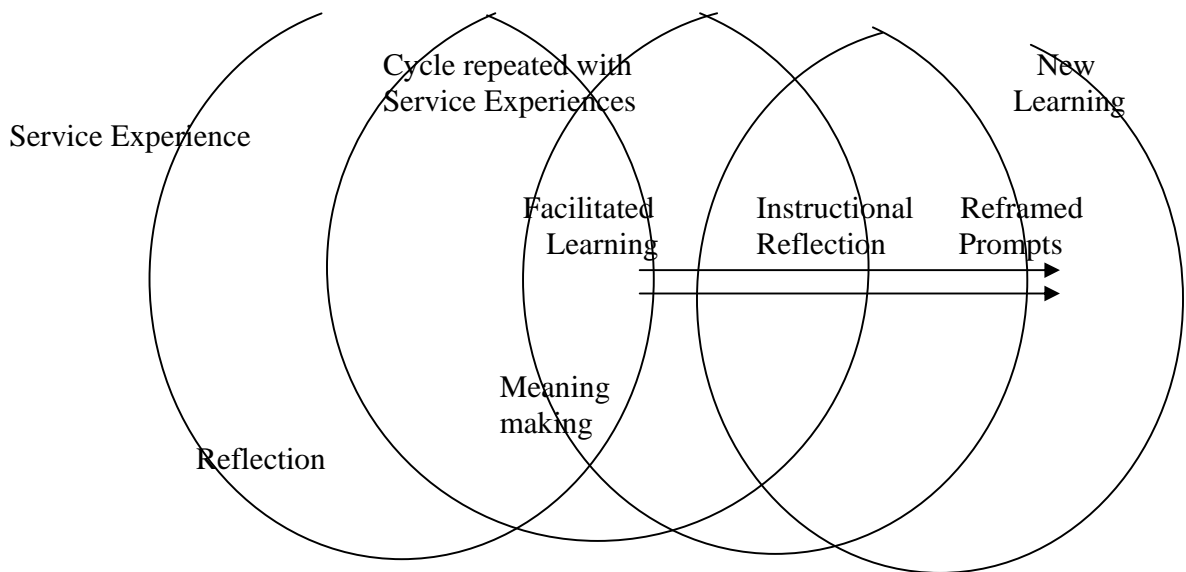 Cycle repeated with
Service Experiences
New
Learning
Service Experience
Facilitated
Learning
Instructional
Reflection
Reframed
Prompts
Meaning
making
Reflection